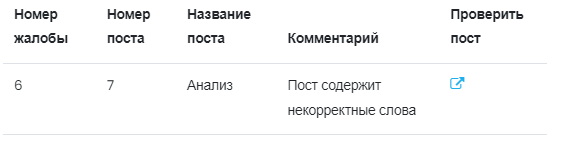 Номер жалобы
Номер поста
Название поста
Комментарий
Проверить пост
6
7
Анализ
Пост содержит
некорректные слова